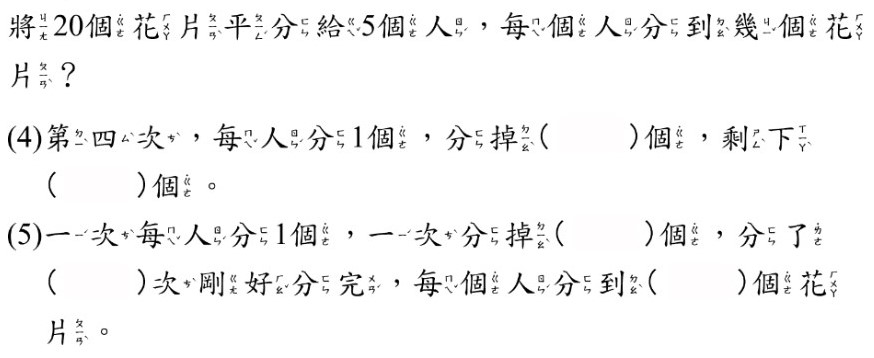 將20個花片平分給5個人，每個人分到幾個花
片？
(4)第四次，每人分1個，分掉(　　　)個，剩下
(　　　)個。
(5)一次每人分1個，一次分掉(　　　)個，分了
(　　　)次剛好分完，每個人分到(　　　)個花
片。